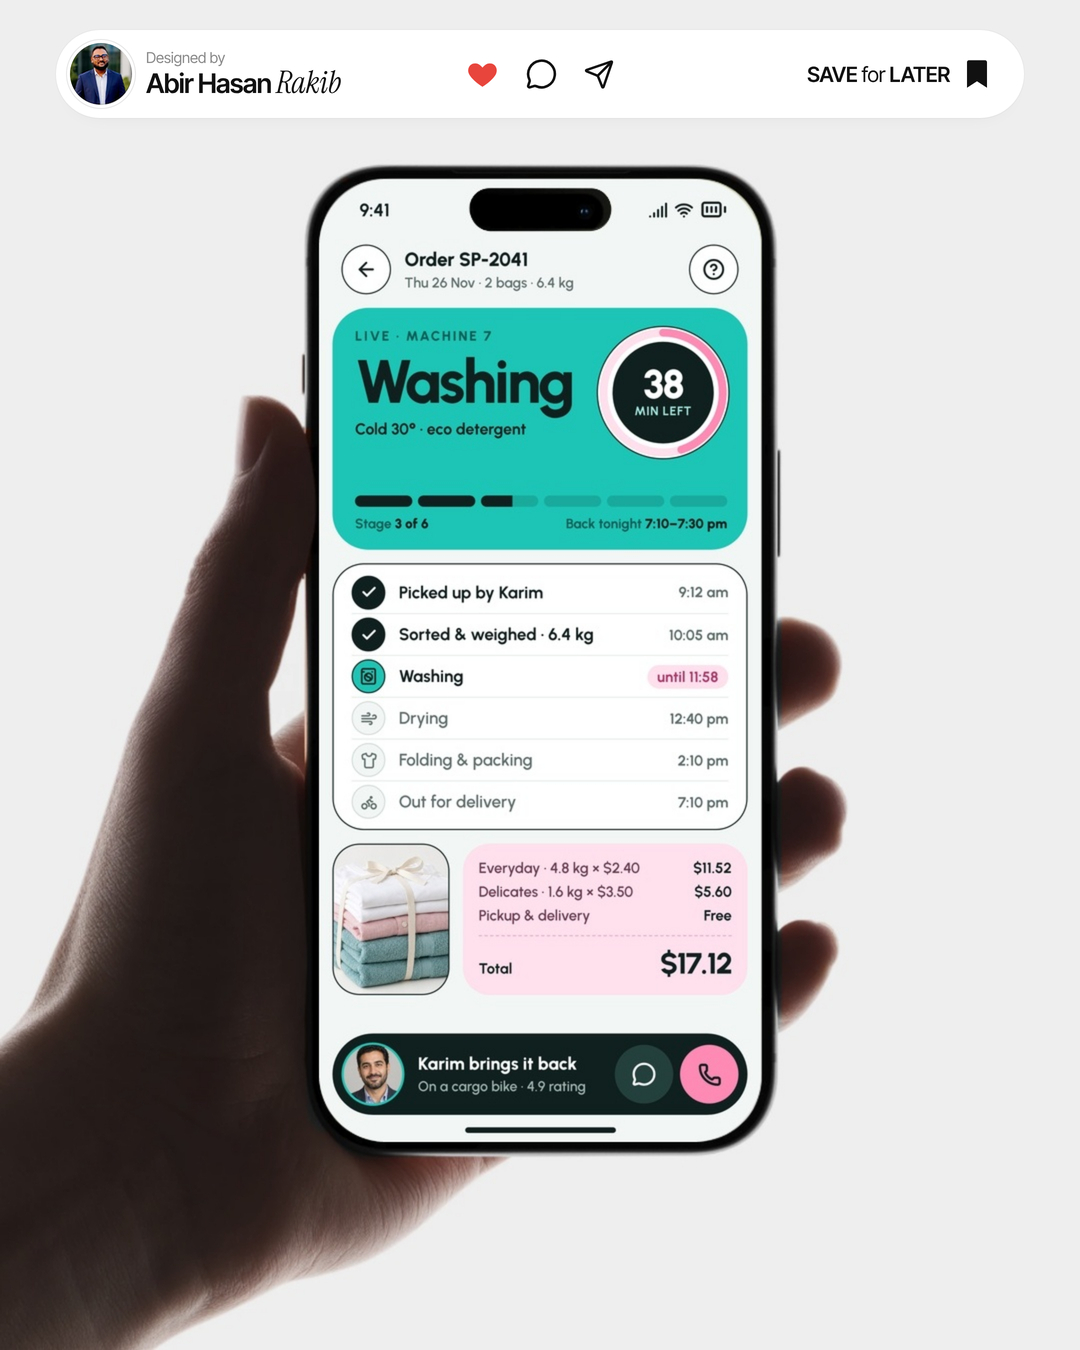 Designed by
Abir Hasan Rakib
SAVE for LATER
9:41
Order SP-2041
Thu 26 Nov · 2 bags · 6.4 kg
LIVE · MACHINE 7
Washing
Cold 30° · eco detergent
38
MIN LEFT
Stage 3 of 6
Back tonight 7:10–7:30 pm
Picked up by Karim 9:12 am
Sorted & weighed · 6.4 kg 10:05 am
Washing until 11:58
Drying 12:40 pm
Folding & packing 2:10 pm
Out for delivery 7:10 pm
Everyday · 4.8 kg × $2.40 $11.52
Delicates · 1.6 kg × $3.50 $5.60
Pickup & delivery Free
Total $17.12
Karim brings it back
On a cargo bike · 4.9 rating